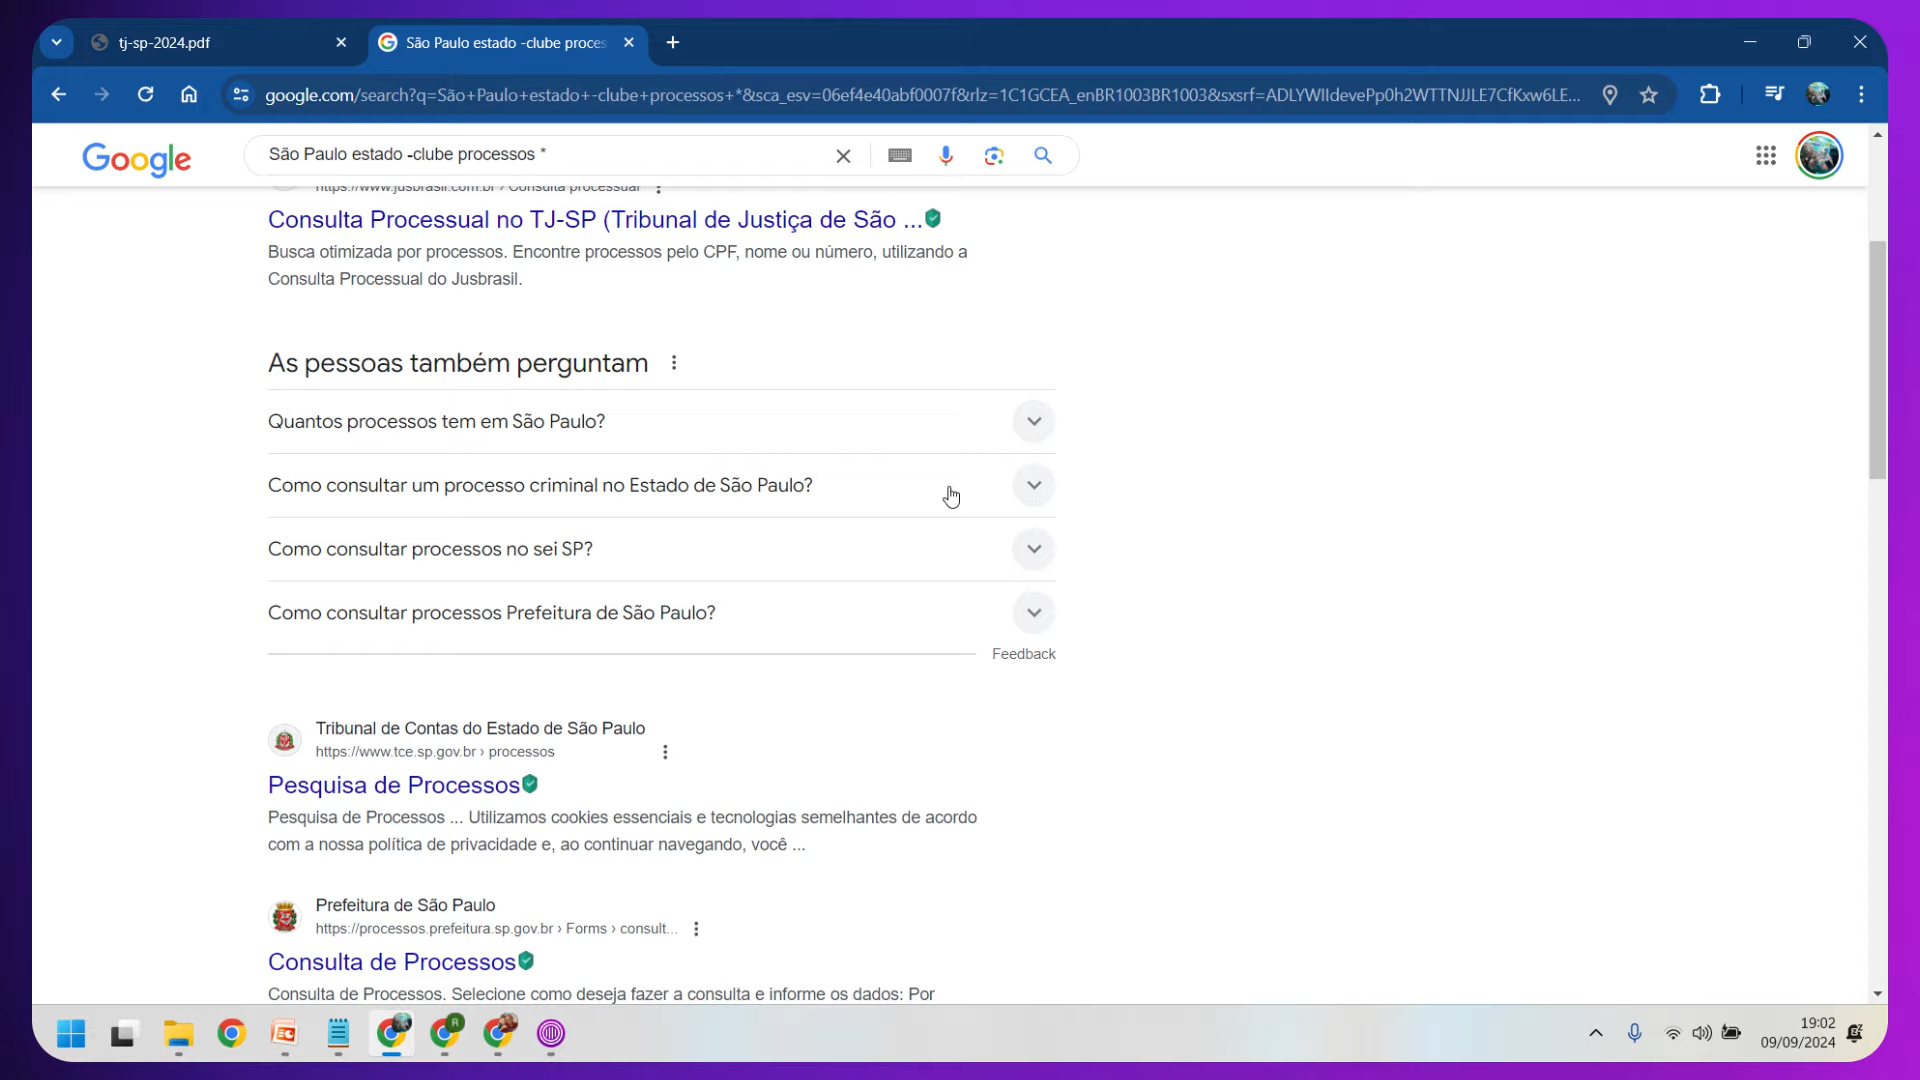 tj-sp-2024.pdf
São Paulo estado -clube proces
google.com/search?q=São+Paulo+estado+-clube+processos+*&sca_esv=06ef4e40abf0007f&rlz=1C1GCEA_enBR1003BR1003&sxsrf=ADLYWIIdevePp0h2WTTNJJLE7CfKxw6LE...
Google
São Paulo estado -clube processos *
https://www.jusbrasil.com.br › Consulta processual
Consulta Processual no TJ-SP (Tribunal de Justiça de São ...
Busca otimizada por processos. Encontre processos pelo CPF, nome ou número, utilizando a
Consulta Processual do Jusbrasil.
As pessoas também perguntam
Quantos processos tem em São Paulo?
Como consultar um processo criminal no Estado de São Paulo?
Como consultar processos no sei SP?
Como consultar processos Prefeitura de São Paulo?
Feedback
Tribunal de Contas do Estado de São Paulo
https://www.tce.sp.gov.br › processos
Pesquisa de Processos
Pesquisa de Processos ... Utilizamos cookies essenciais e tecnologias semelhantes de acordo
com a nossa política de privacidade e, ao continuar navegando, você ...
Prefeitura de São Paulo
https://processos.prefeitura.sp.gov.br › Forms › consult...
Consulta de Processos
Consulta de Processos. Selecione como deseja fazer a consulta e informe os dados: Por
R
19:02
09/09/2024